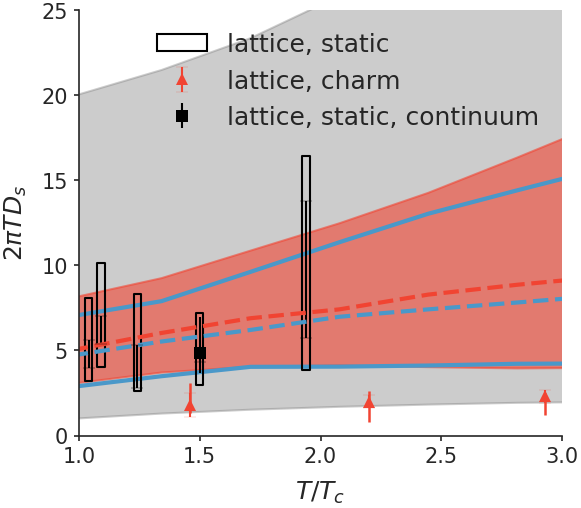 25
20
15
10
5
0
2πTD_s
lattice, static
lattice, charm
lattice, static, continuum
1.0 1.5 2.0 2.5 3.0
T/T_c